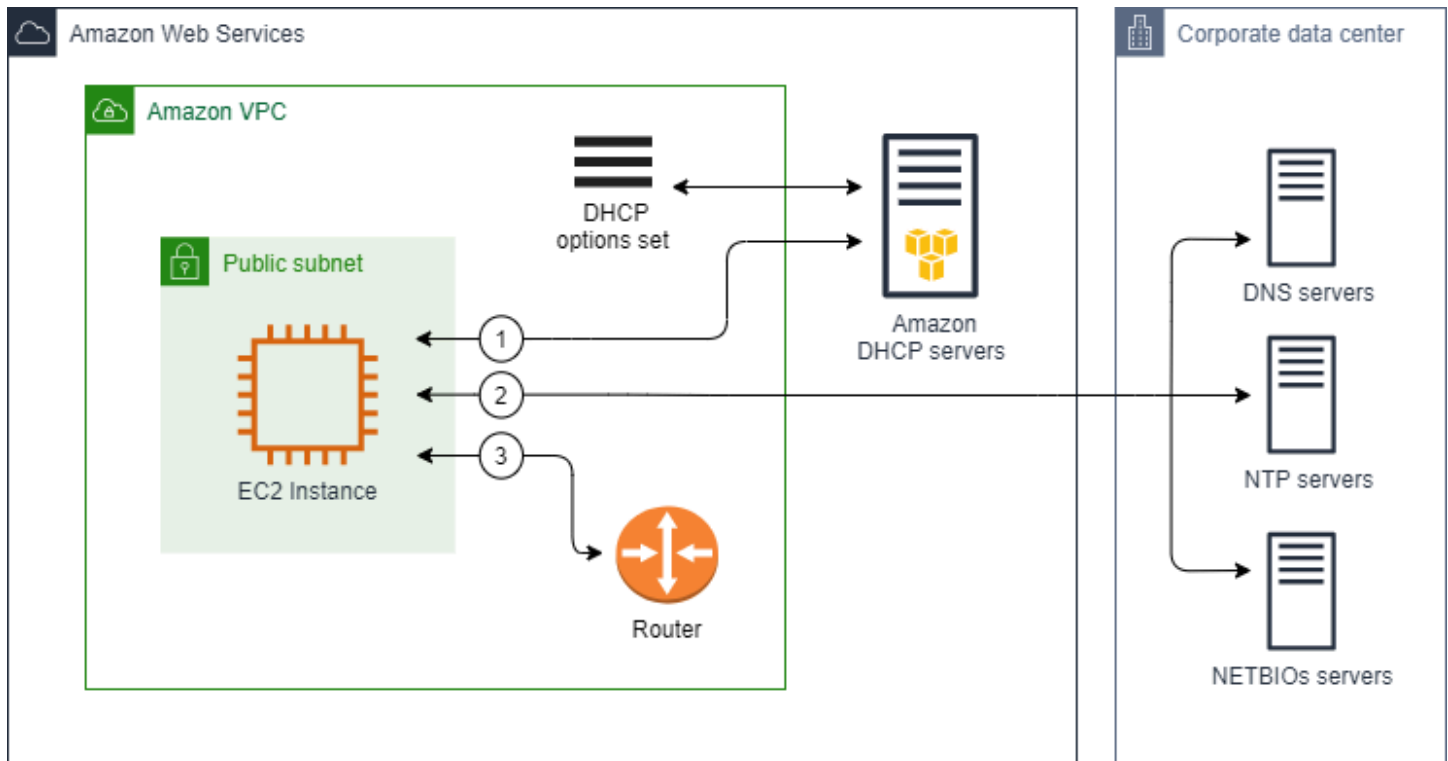 Amazon Web Services
Corporate data center
Amazon VPC
DHCP
options set
Public subnet
1
2
3
EC2 Instance
Router
Amazon
DHCP servers
DNS servers
NTP servers
NETBIOs servers